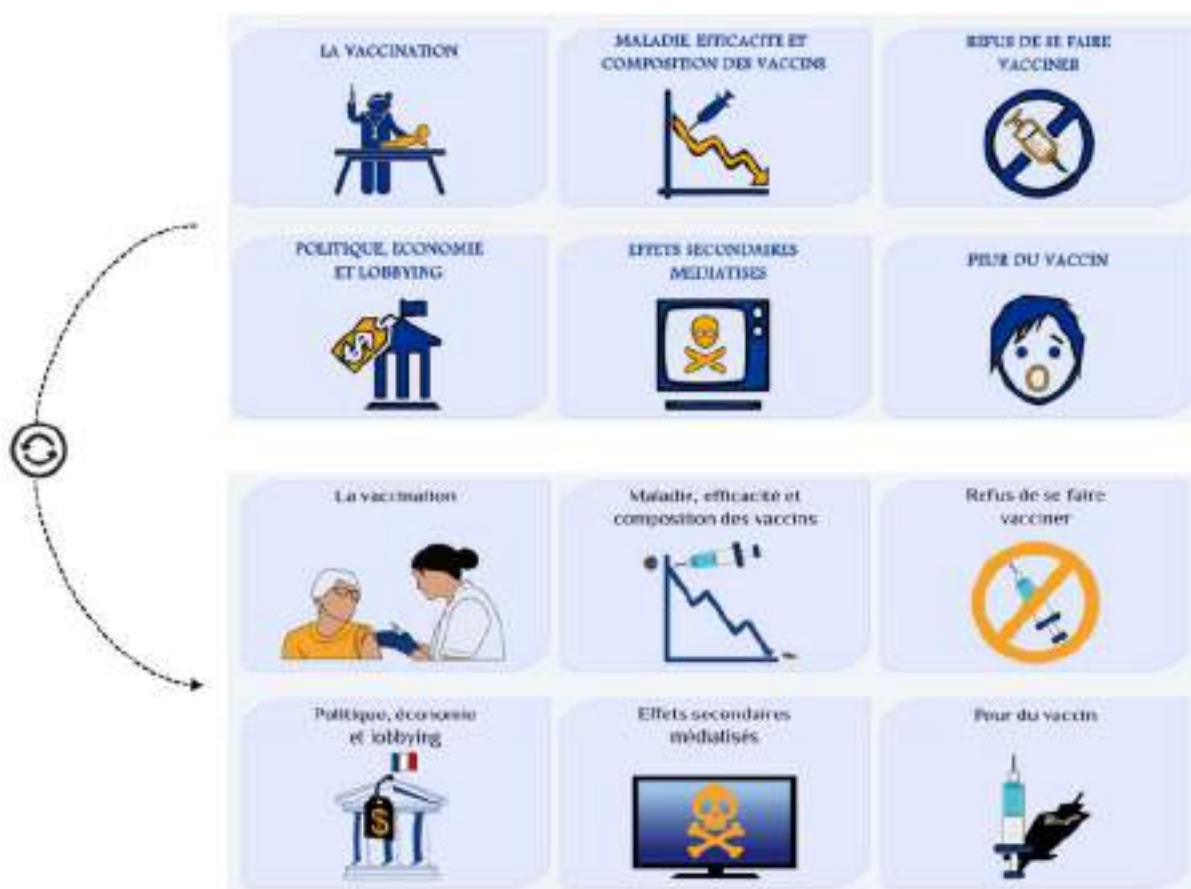 LA VACCINATION
MALADIE, EFFICACITE ET
COMPOSITION DES VACCINS
REFUS DE SE FAIRE
VACCINER
POLITIQUE, ECONOMIE
ET LOBBYING
EFFETS SECONDAIRES
MEDIATISES
PEUR DU VACCIN
La vaccination
Maladie, efficacité et
composition des vaccins
Refus de se faire
vacciner
Politique, économie
et lobbying
$
Effets secondaires
médiatisés
Peur du vaccin